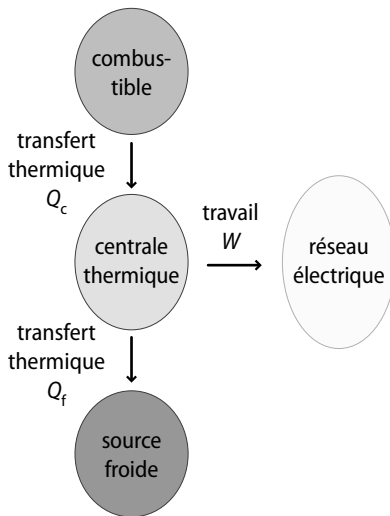 combus-
tible
transfert
thermique
Qc
travail
W
centrale
thermique
réseau
électrique
transfert
thermique
Qf
source
froide